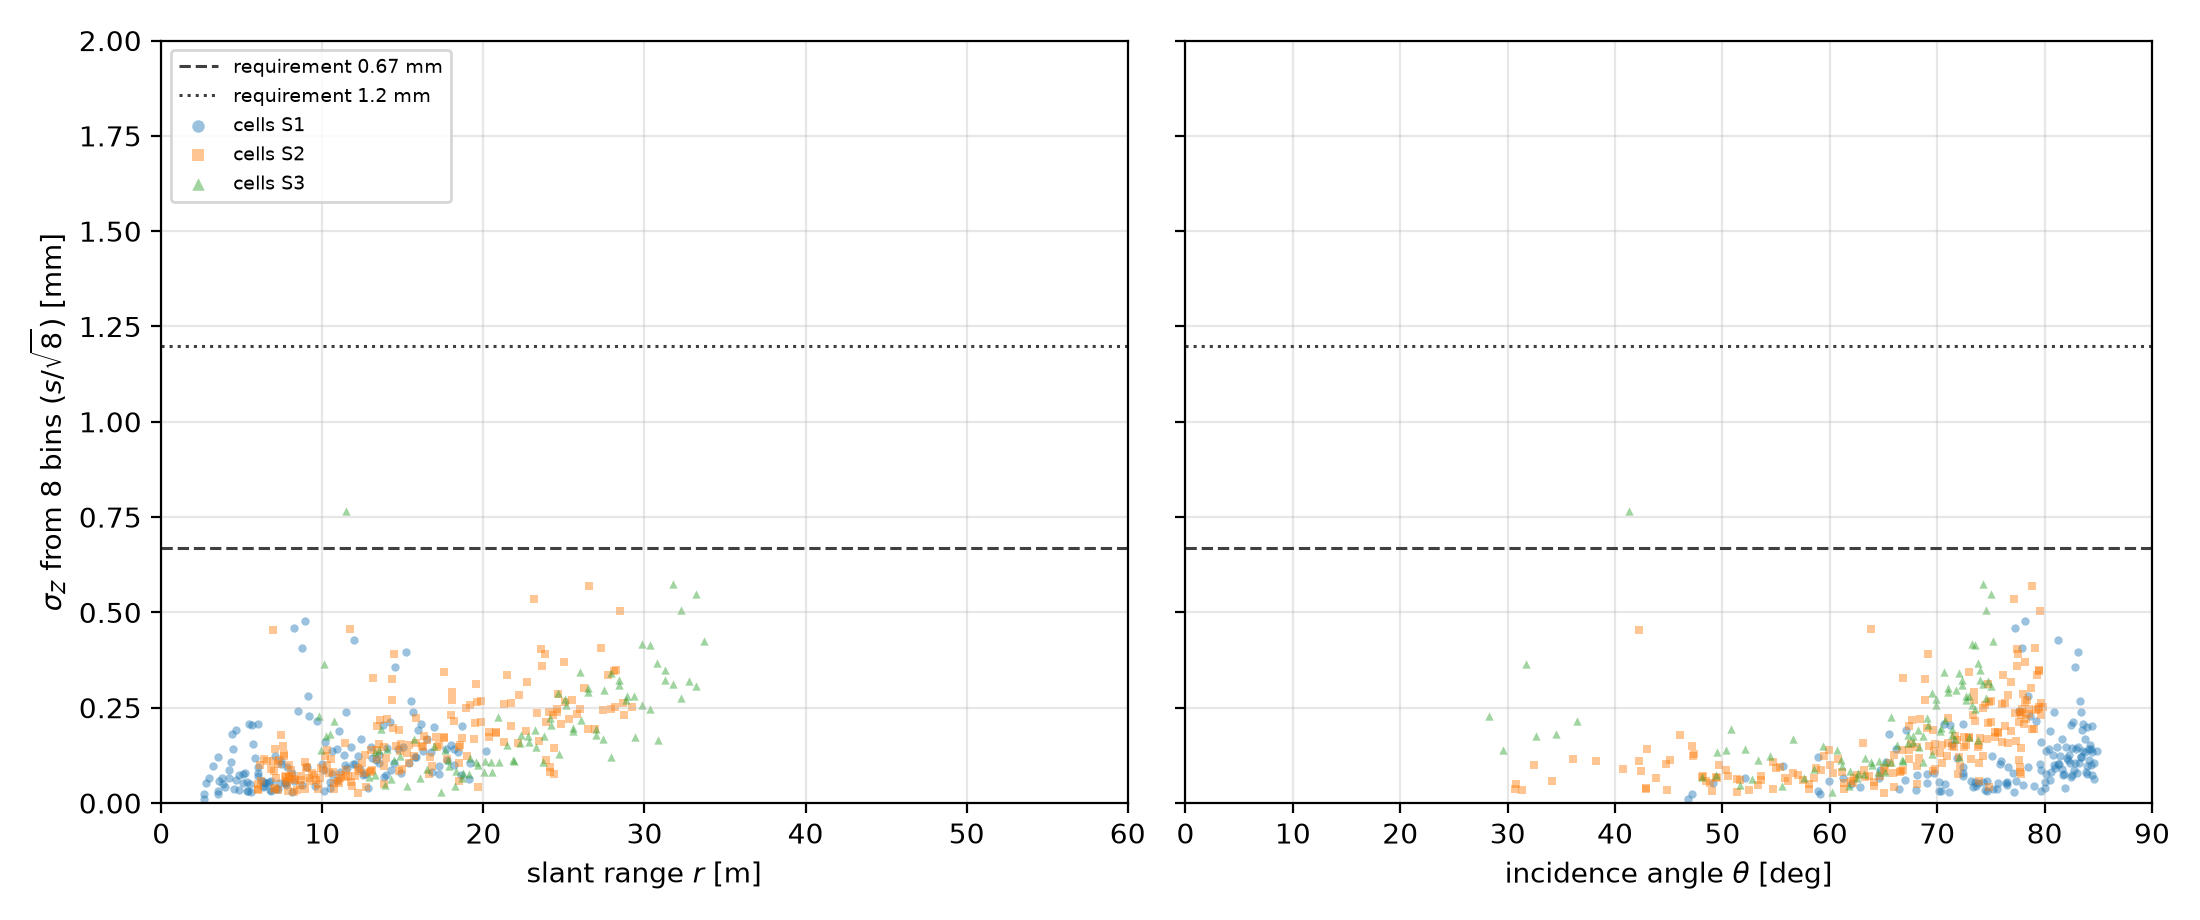 2.00
1.75
1.50
1.25
1.00
0.75
0.50
0.25
0.00
σ_Z from 8 bins (s/√8) [mm]
requirement 0.67 mm
requirement 1.2 mm
cells S1
cells S2
cells S3
0 10 20 30 40 50 60
slant range r [m]
0 10 20 30 40 50 60 70 80 90
incidence angle θ [deg]